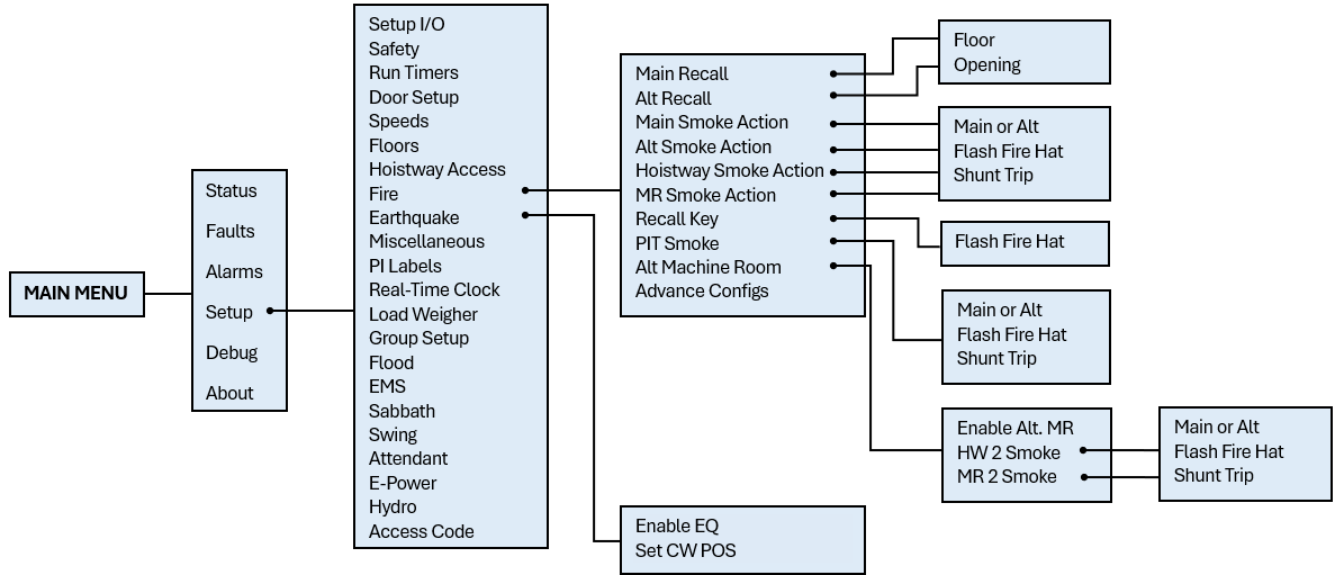 MAIN MENU
Status
Faults
Alarms
Setup
Debug
About
Setup I/O
Safety
Run Timers
Door Setup
Speeds
Floors
Hoistway Access
Fire
Earthquake
Miscellaneous
PI Labels
Real-Time Clock
Load Weigher
Group Setup
Flood
EMS
Sabbath
Swing
Attendant
E-Power
Hydro
Access Code
Main Recall
Alt Recall
Main Smoke Action
Alt Smoke Action
Hoistway Smoke Action
MR Smoke Action
Recall Key
PIT Smoke
Alt Machine Room
Advance Configs
Enable EQ
Set CW POS
Floor
Opening
Main or Alt
Flash Fire Hat
Shunt Trip
Flash Fire Hat
Main or Alt
Flash Fire Hat
Shunt Trip
Enable Alt. MR
HW 2 Smoke
MR 2 Smoke
Main or Alt
Flash Fire Hat
Shunt Trip